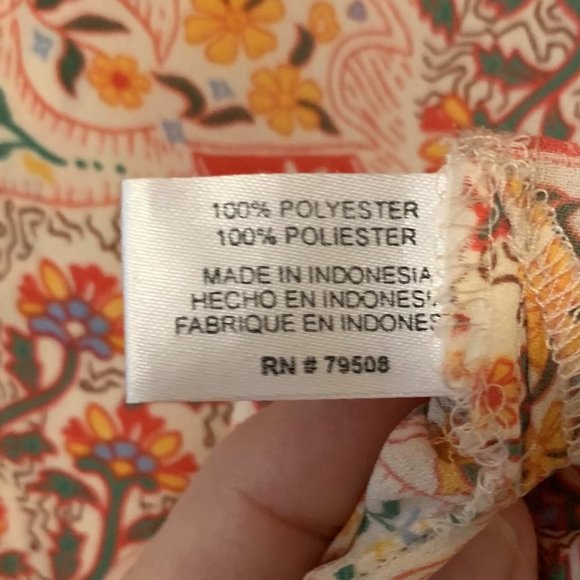 100% POLYESTER
100% POLIESTER
MADE IN INDONESIA
HECHO EN INDONESI
FABRIQUE EN INDONES
RN # 79508